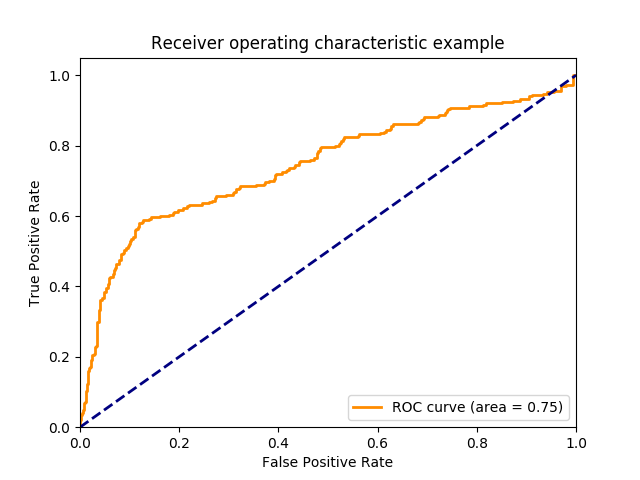 Receiver operating characteristic example
True Positive Rate
1.0
0.8
0.6
0.4
0.2
0.0
ROC curve (area = 0.75)
0.0 0.2 0.4 0.6 0.8 1.0
False Positive Rate